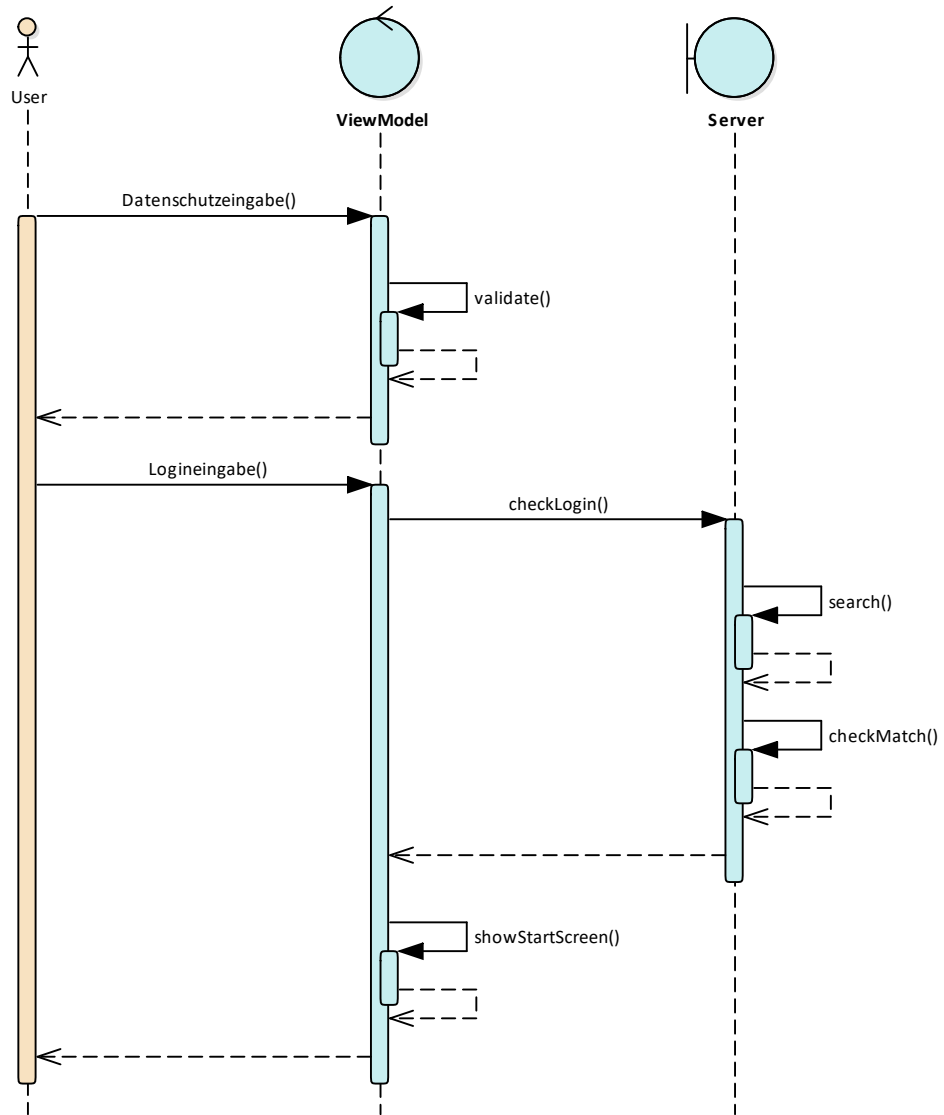 User
ViewModel
Server
Datenschutzeingabe()
validate()
Logineingabe()
checkLogin()
search()
checkMatch()
showStartScreen()